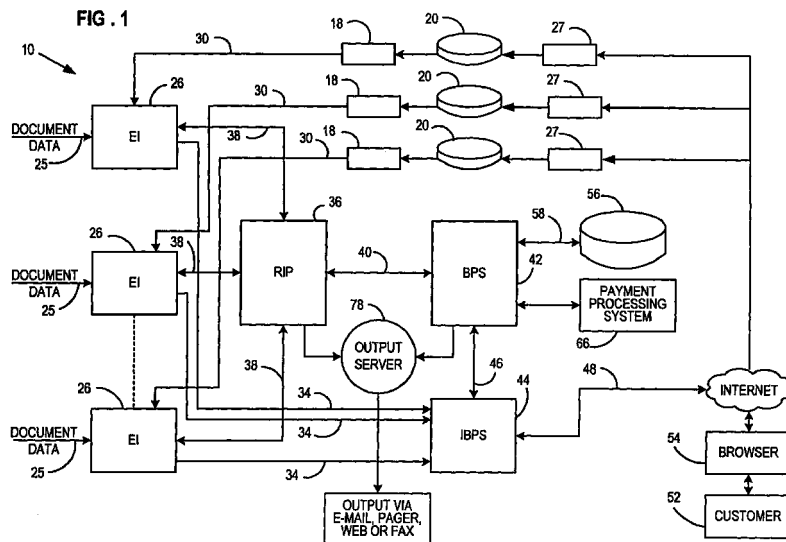 FIG . 1
10
30
18
20
27
26
30
18
20
27
DOCUMENT
DATA
25
EI
38
30
18
20
27
26
38
36
58
56
DOCUMENT
DATA
25
EI
RIP
40
BPS
42
78
PAYMENT
PROCESSING
SYSTEM
66
OUTPUT
SERVER
38
46
48
INTERNET
26
34
44
DOCUMENT
DATA
25
EI
34
IBPS
54
BROWSER
34
52
CUSTOMER
OUTPUT VIA
E-MAIL, PAGER,
WEB OR FAX